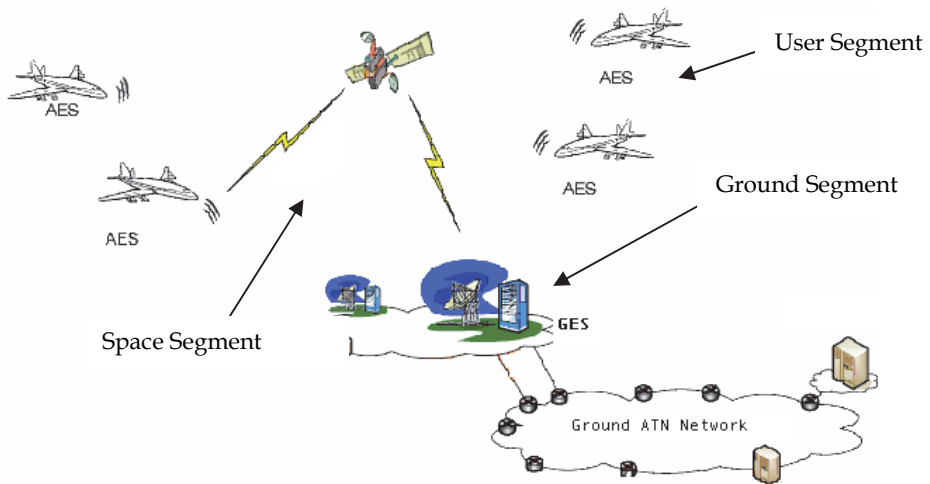 User Segment
AES
AES
AES
Ground Segment
AES
GES
Space Segment
Ground ATN Network